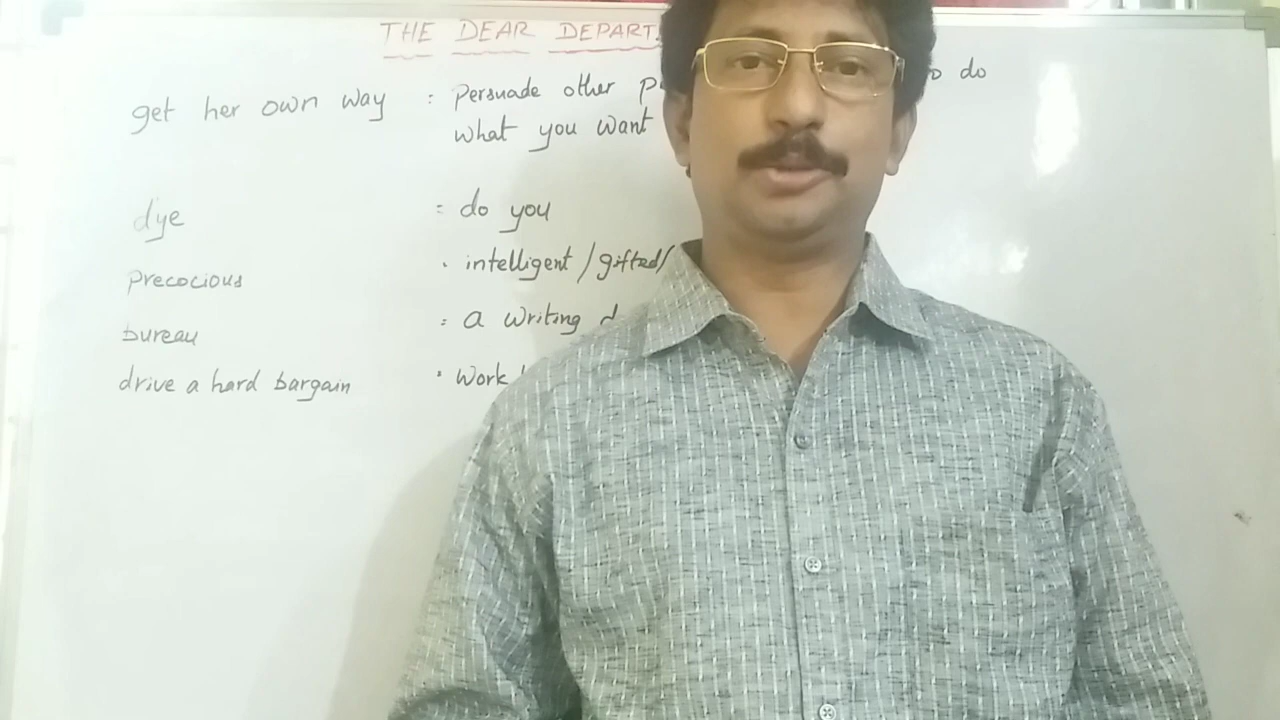 THE DEAR
get her own way : Persuade other
what you want
dye = do you
precocious . intelligent / gifted/
bureau : a writing
drive a hard bargain . work
do